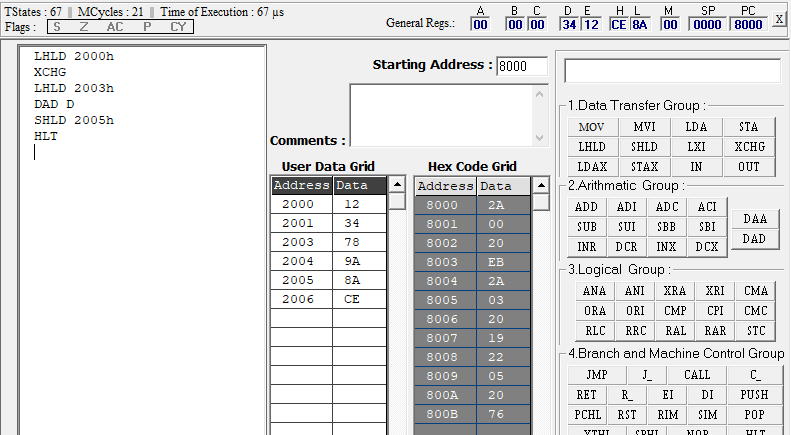 TStates : 67 || MCycles : 21 || Time of Execution : 67 µs
Flags : S Z AC P CY
General Regs.:
A B C D E H L M SP PC
00 00 00 34 12 CE 8A 00 0000 8000 X
LHLD 2000h
XCHG
LHLD 2003h
DAD D
SHLD 2005h
HLT
Starting Address : 8000
Comments :
User Data Grid
Address Data
2000 12
2001 34
2003 78
2004 9A
2005 8A
2006 CE
Hex Code Grid
Address Data
8000 2A
8001 00
8002 20
8003 EB
8004 2A
8005 03
8006 20
8007 19
8008 22
8009 05
800A 20
800B 76
1.Data Transfer Group :
MOV MVI LDA STA
LHLD SHLD LXI XCHG
LDAX STAX IN OUT
2.Arithmatic Group :
ADD ADI ADC ACI
SUB SUI SBB SBI
INR DCR INX DCX
DAA
DAD
3.Logical Group :
ANA ANI XRA XRI CMA
ORA ORI CMP CPI CMC
RLC RRC RAL RAR STC
4.Branch and Machine Control Group
JMP J_ CALL C_
RET R_ EI DI PUSH
PCHL RST RIM SIM POP
XTHL SPHL NOP HLT